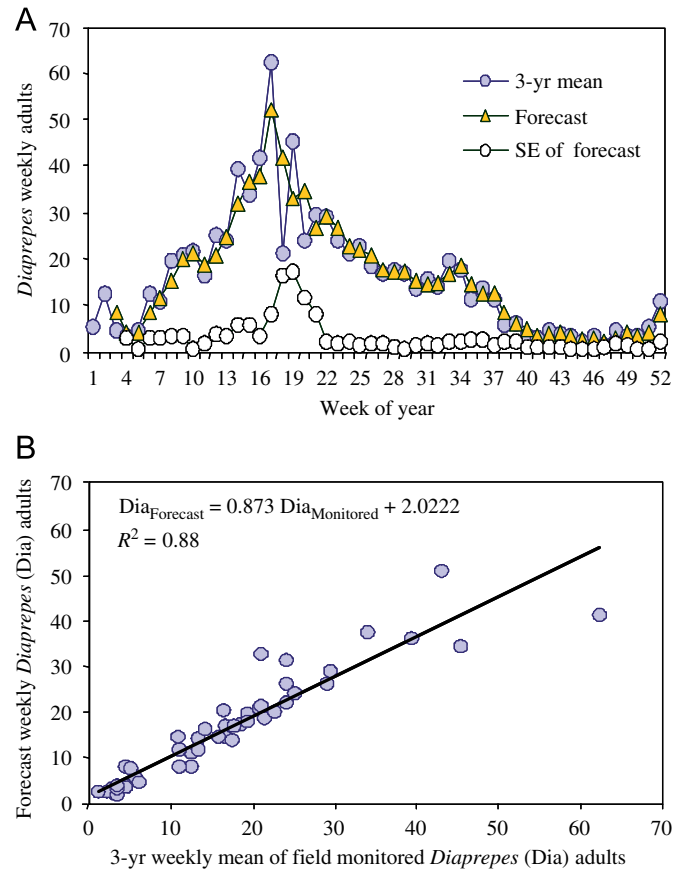 A
70
60
50
40
30
20
10
0
Diaprepes weekly adults
3-yr mean
Forecast
SE of forecast
1 4 7 10 13 16 19 22 25 28 31 34 37 40 43 46 49 52
Week of year
B
70
60
50
40
30
20
10
0
Forecast weekly Diaprepes (Dia) adults
DiaForecast = 0.873 DiaMonitored + 2.0222
R² = 0.88
0 10 20 30 40 50 60 70
3-yr weekly mean of field monitored Diaprepes (Dia) adults